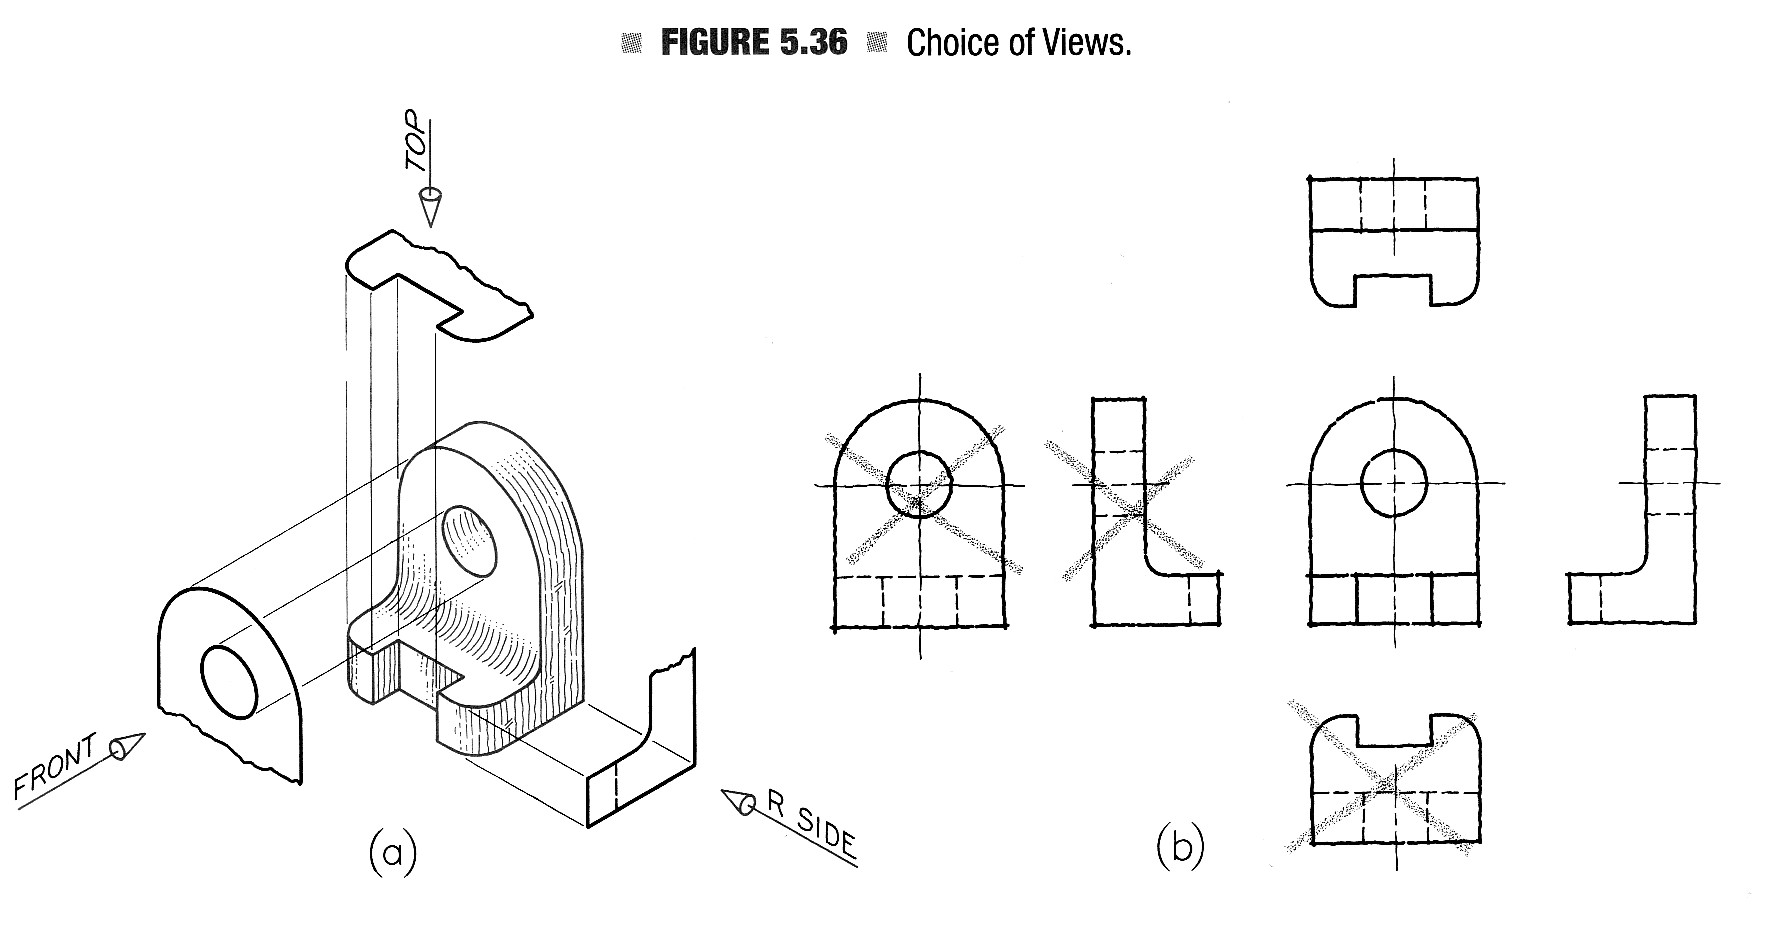 FIGURE 5.36 Choice of Views.
TOP
FRONT
R SIDE
(a)
(b)